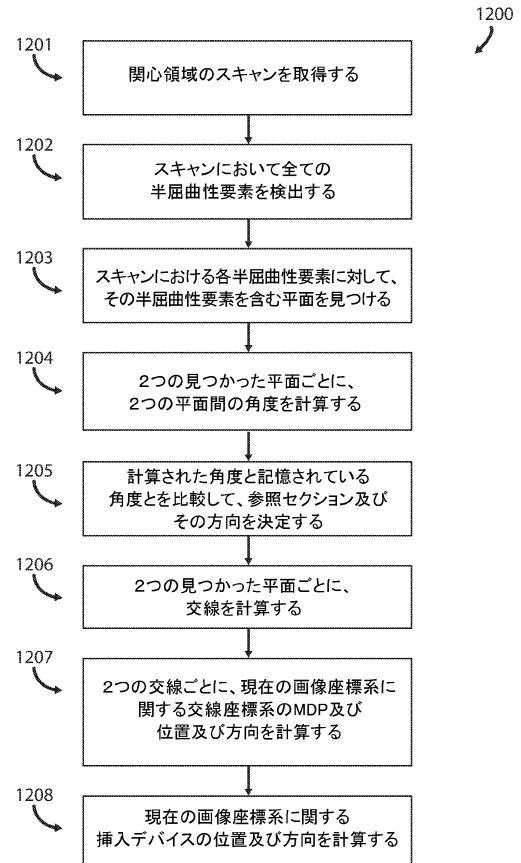 1200
1201
関心領域のスキャンを取得する
1202
スキャンにおいて全ての
半屈曲性要素を検出する
1203
スキャンにおける各半屈曲性要素に対して、
その半屈曲性要素を含む平面を見つける
1204
2つの見つかった平面ごとに、
2つの平面間の角度を計算する
1205
計算された角度と記憶されている
角度とを比較して、参照セクション及び
その方向を決定する
1206
2つの見つかった平面ごとに、
交線を計算する
1207
2つの交線ごとに、現在の画像座標系に
関する交線座標系のMDP及び
位置及び方向を計算する
1208
現在の画像座標系に関する
挿入デバイスの位置及び方向を計算する